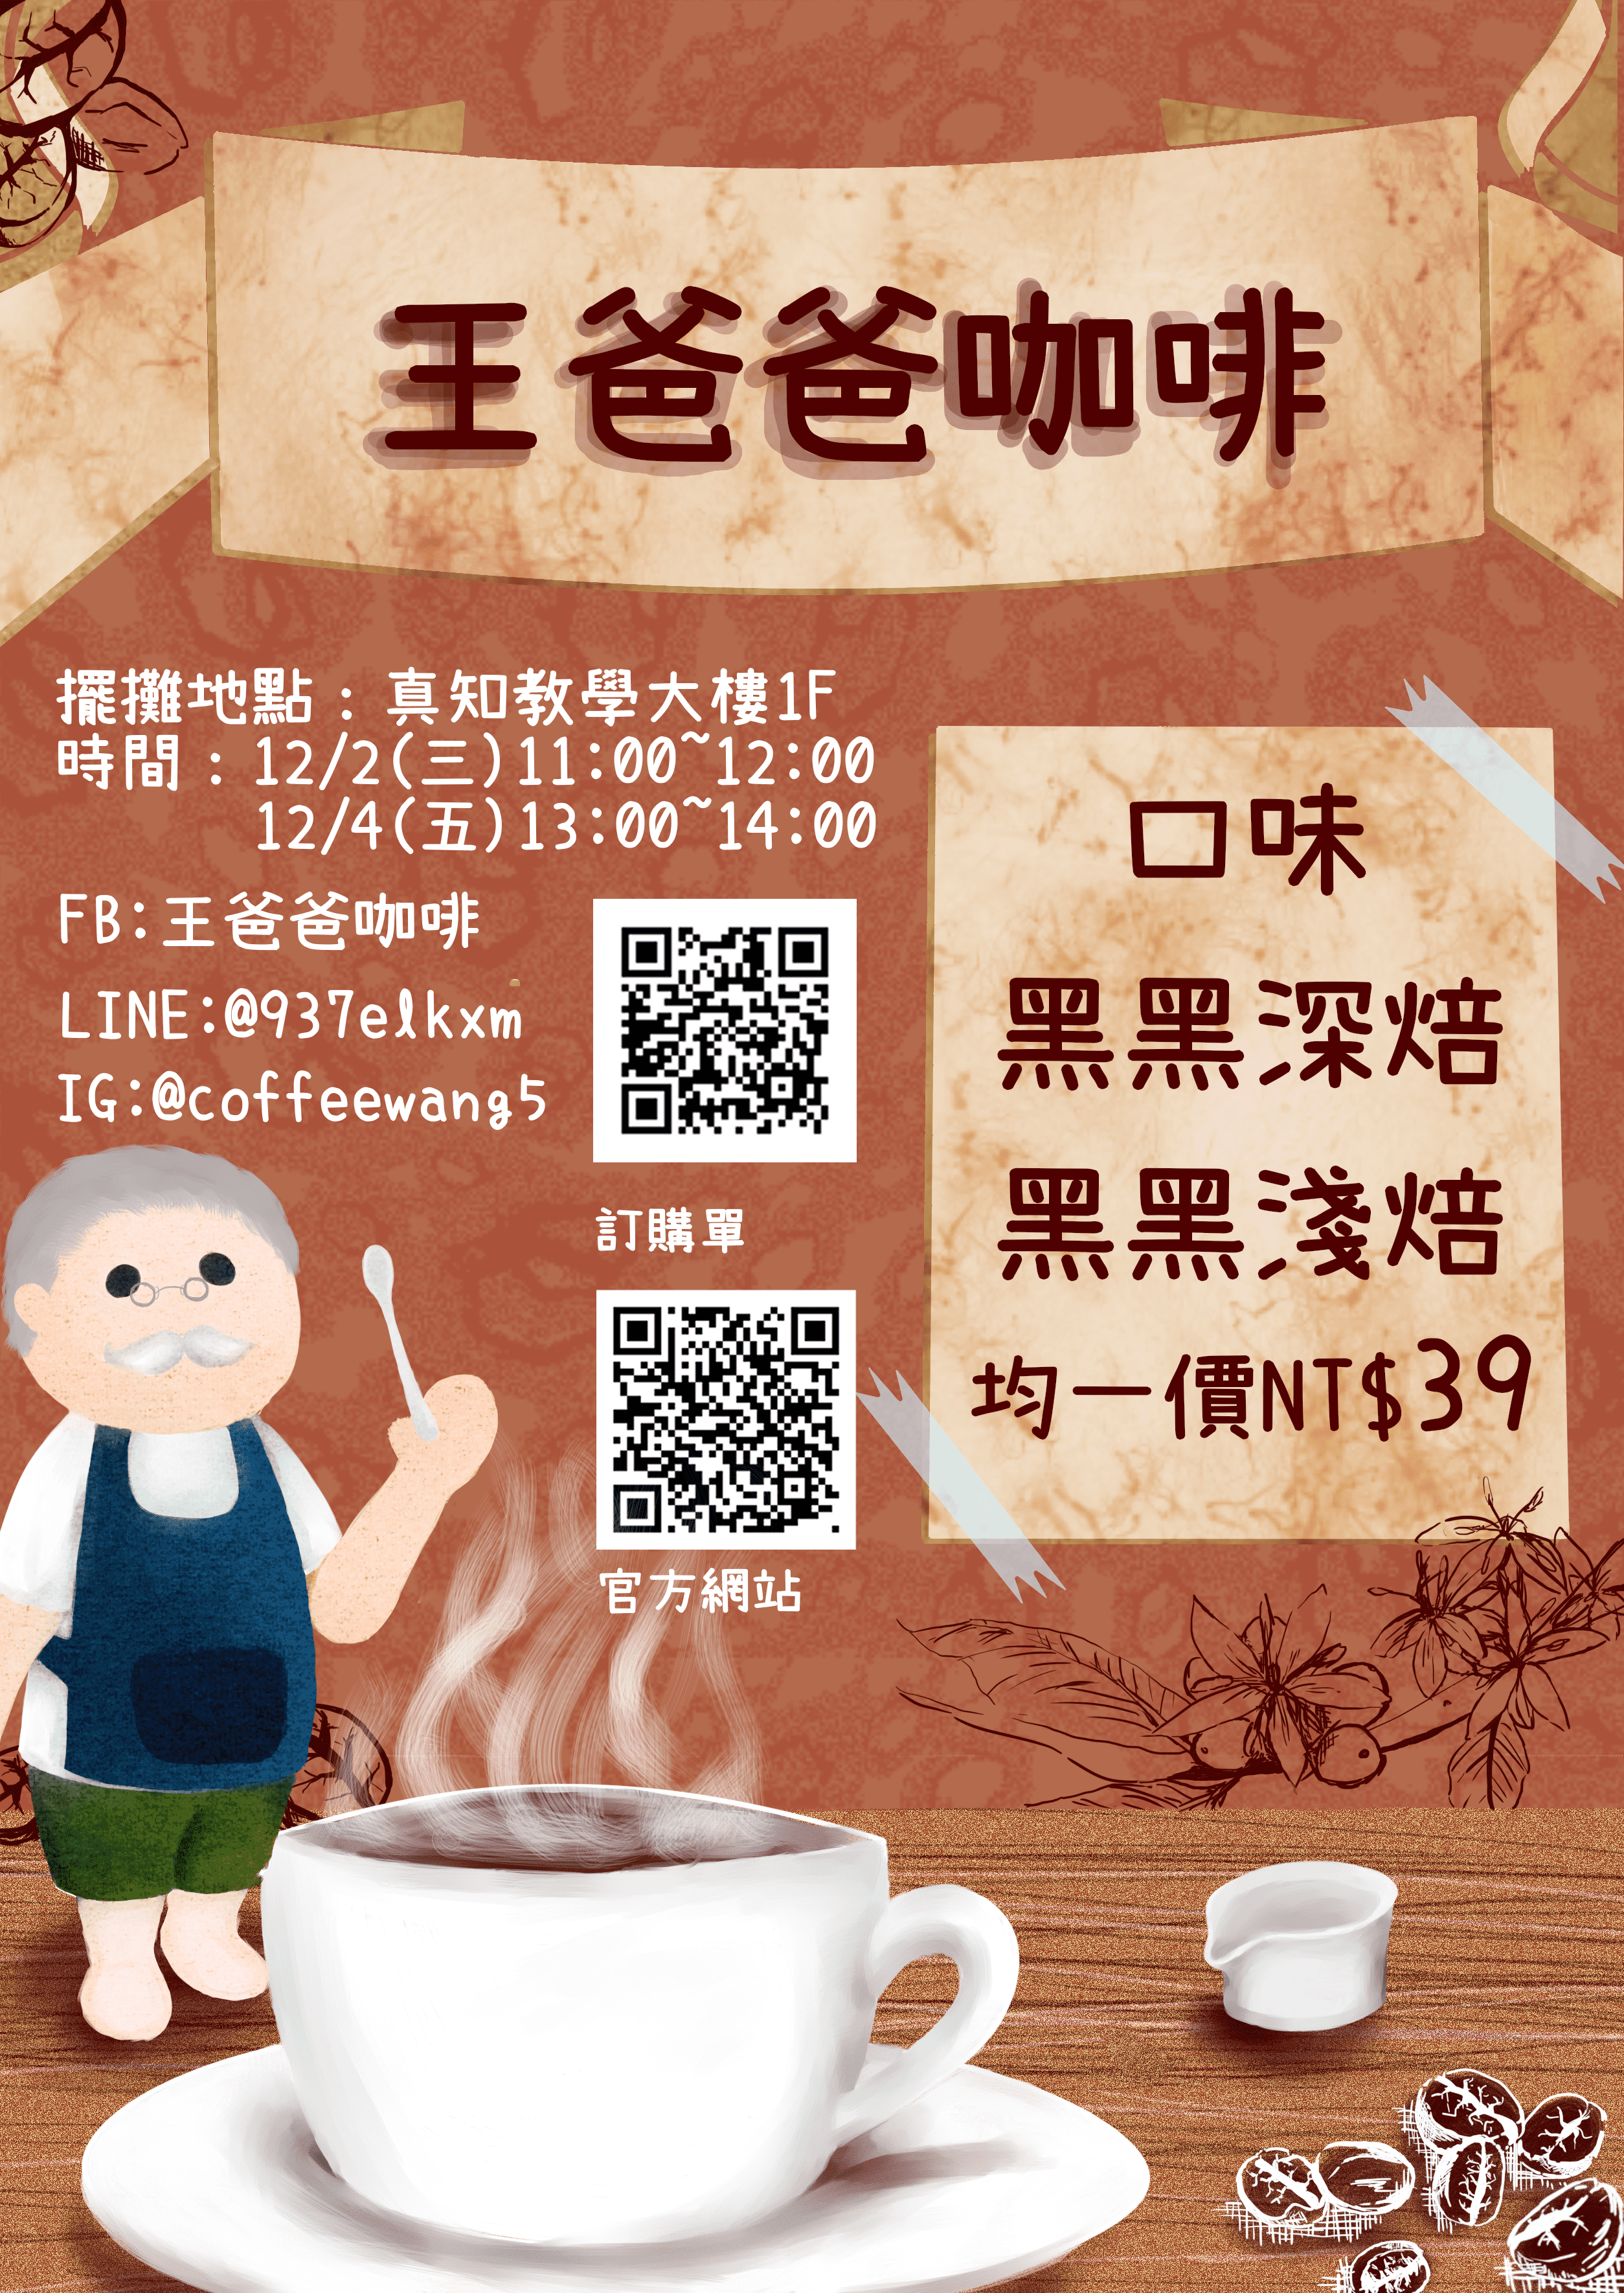 王爸爸咖啡
擺攤地點：真知教學大樓1F
時間：12/2(三)11:00~12:00
12/4(五)13:00~14:00
FB:王爸爸咖啡
LINE:@937elkxm
IG:@coffeewang5
訂購單
官方網站
口味
黑黑深焙
黑黑淺焙
均一價NT$39